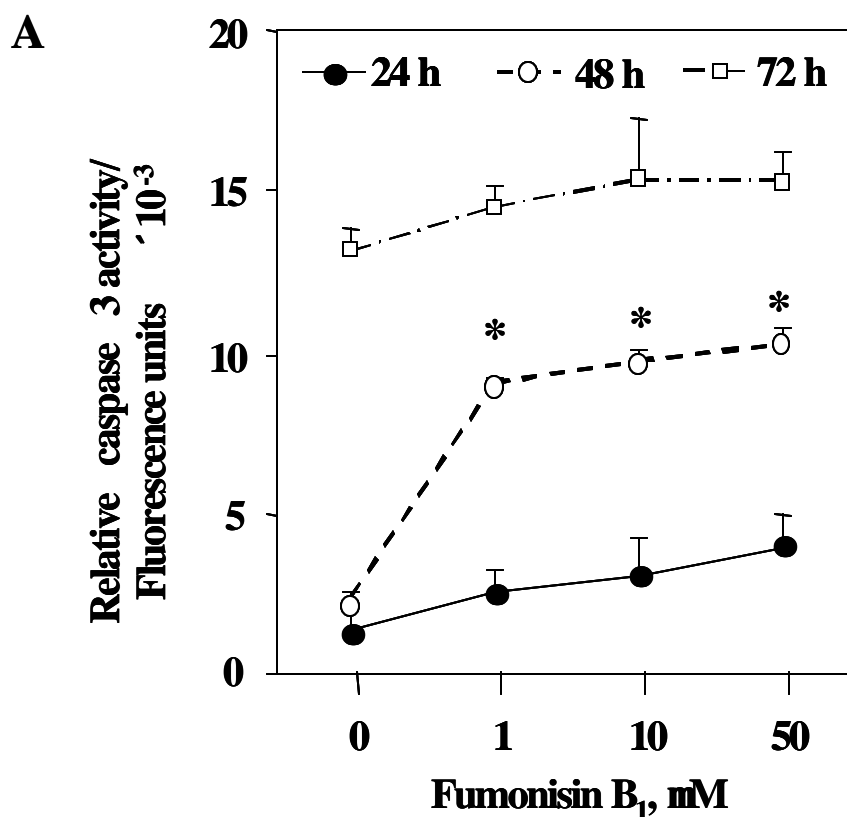 A
20
24 h
48 h
72 h
15
10
5
0
Relative caspase 3 activity/
Fluorescence units ´10⁻³
* * *
0 1 10 50
Fumonisin B₁, mM